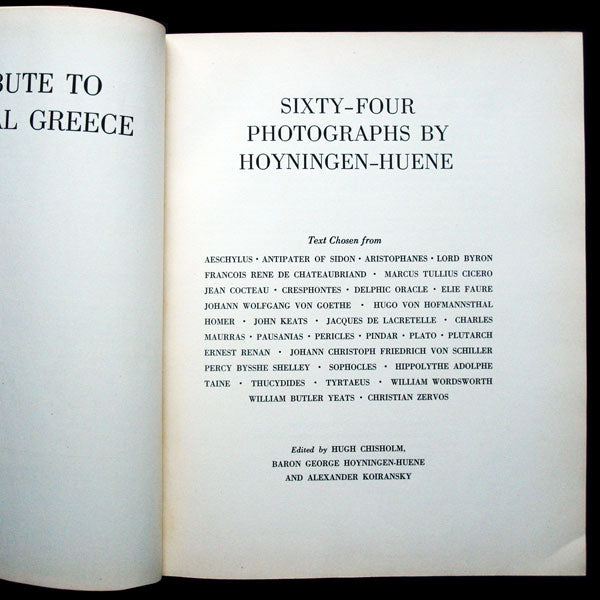 BUTE TO
AL GREECE
SIXTY-FOUR
PHOTOGRAPHS BY
HOYNINGEN-HUENE
Text Chosen from
AESCHYLUS · ANTIPATER OF SIDON · ARISTOPHANES · LORD BYRON
FRANCOIS RENE DE CHATEAUBRIAND · MARCUS TULLIUS CICERO
JEAN COCTEAU · CRESPHONTES · DELPHIC ORACLE · ELIE FAURE
JOHANN WOLFGANG VON GOETHE · HUGO VON HOFMANNSTHAL
HOMER · JOHN KEATS · JACQUES DE LACRETELLE · CHARLES
MAURRAS · PAUSANIAS · PERICLES · PINDAR · PLATO · PLUTARCH
ERNEST RENAN · JOHANN CHRISTOPH FRIEDRICH VON SCHILLER
PERCY BYSSHE SHELLEY · SOPHOCLES · HIPPOLYTHE ADOLPHE
TAINE · THUCYDIDES · TYRTAEUS · WILLIAM WORDSWORTH
WILLIAM BUTLER YEATS · CHRISTIAN ZERVOS
Edited by HUGH CHISHOLM,
BARON GEORGE HOYNINGEN-HUENE
AND ALEXANDER KOIRANSKY